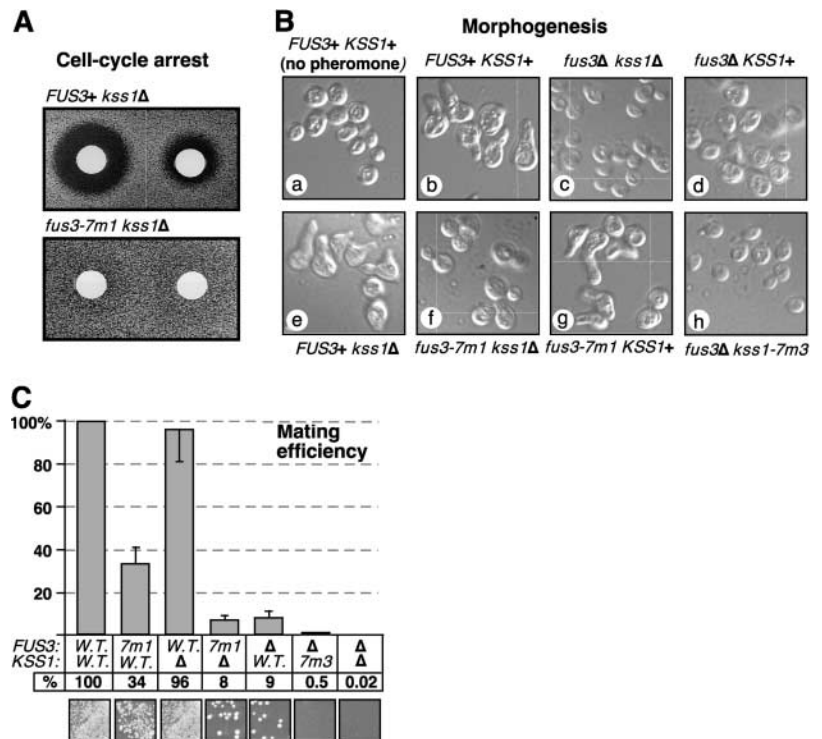 A
Cell-cycle arrest
FUS3+ kss1Δ
fus3-7m1 kss1Δ
B
Morphogenesis
FUS3+ KSS1+
(no pheromone)
FUS3+ KSS1+
fus3Δ kss1Δ
fus3Δ KSS1+
a
b
c
d
e
f
g
h
FUS3+ kss1Δ
fus3-7m1 kss1Δ
fus3-7m1 KSS1+
fus3Δ kss1-7m3
C
Mating
efficiency
100%
80
60
40
20
FUS3: W.T. 7m1 W.T. 7m1 Δ Δ Δ
KSS1: W.T. W.T. Δ Δ W.T. 7m3 Δ
% 100 34 96 8 9 0.5 0.02